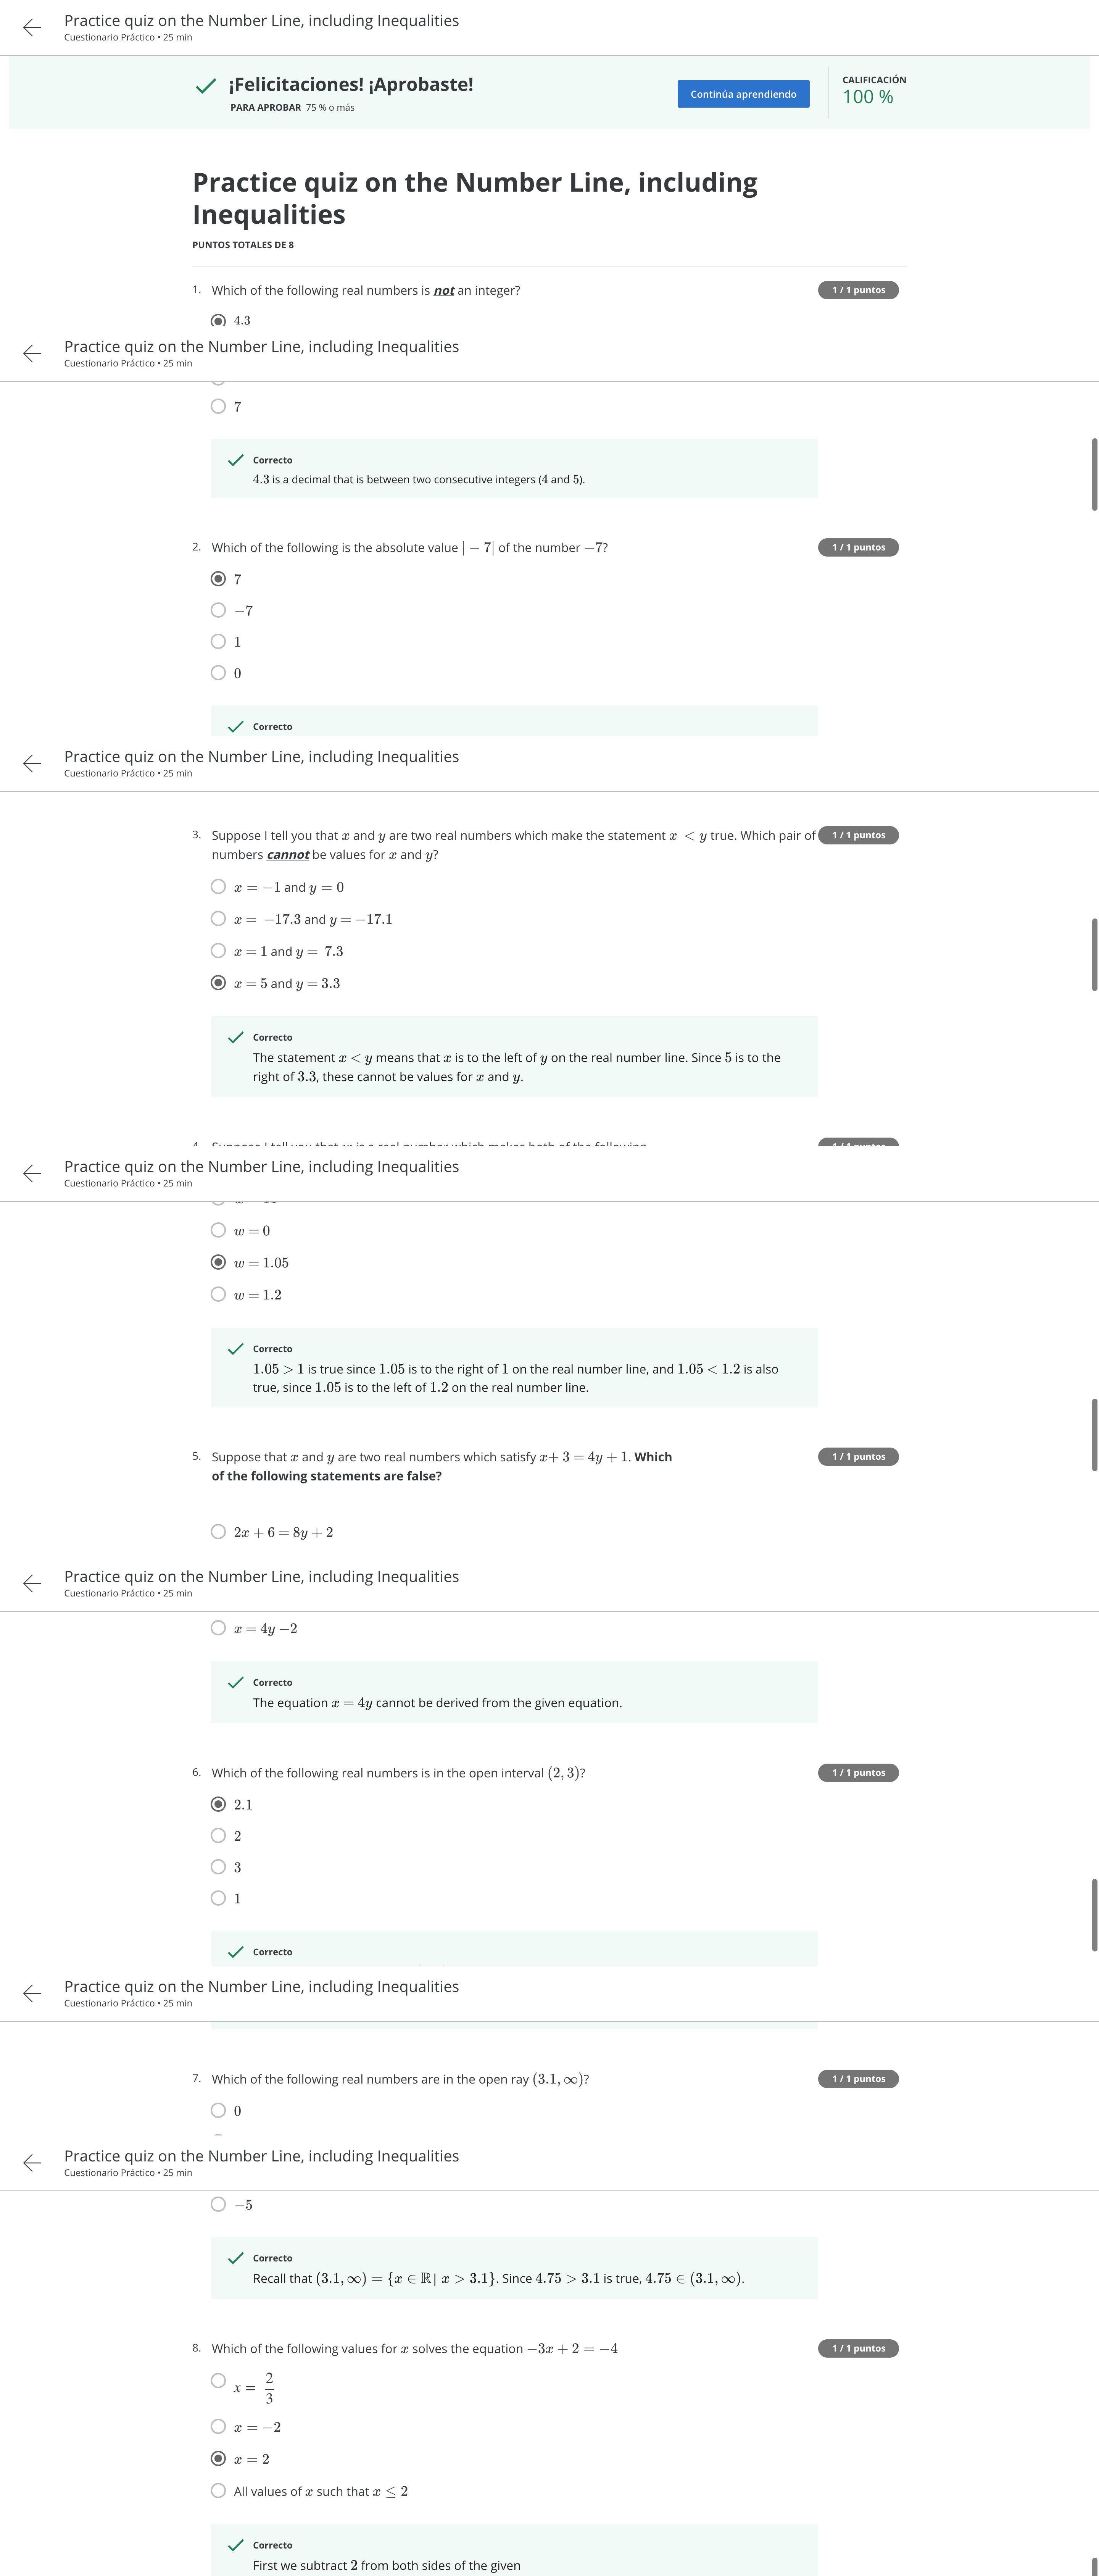 Practice quiz on the Number Line, including Inequalities
Cuestionario Práctico • 25 min
¡Felicitaciones! ¡Aprobaste!
PARA APROBAR 75 % o más
Continúa aprendiendo
CALIFICACIÓN
100 %
Practice quiz on the Number Line, including
Inequalities
PUNTOS TOTALES DE 8
1. Which of the following real numbers is not an integer?
1 / 1 puntos
4.3
Practice quiz on the Number Line, including Inequalities
Cuestionario Práctico • 25 min
7
Correcto
4.3 is a decimal that is between two consecutive integers (4 and 5).
2. Which of the following is the absolute value |−7| of the number −7?
1 / 1 puntos
7
−7
1
0
Correcto
Practice quiz on the Number Line, including Inequalities
Cuestionario Práctico • 25 min
3. Suppose I tell you that x and y are two real numbers which make the statement x < y true. Which pair of
1 / 1 puntos
numbers cannot be values for x and y?
x = −1 and y = 0
x = −17.3 and y = −17.1
x = 1 and y = 7.3
x = 5 and y = 3.3
Correcto
The statement x < y means that x is to the left of y on the real number line. Since 5 is to the
right of 3.3, these cannot be values for x and y.
Practice quiz on the Number Line, including Inequalities
Cuestionario Práctico • 25 min
w = 0
w = 1.05
w = 1.2
Correcto
1.05 > 1 is true since 1.05 is to the right of 1 on the real number line, and 1.05 < 1.2 is also
true, since 1.05 is to the left of 1.2 on the real number line.
5. Suppose that x and y are two real numbers which satisfy x+ 3 = 4y + 1. Which
1 / 1 puntos
of the following statements are false?
2x + 6 = 8y + 2
Practice quiz on the Number Line, including Inequalities
Cuestionario Práctico • 25 min
x = 4y −2
Correcto
The equation x = 4y cannot be derived from the given equation.
6. Which of the following real numbers is in the open interval (2, 3)?
1 / 1 puntos
2.1
2
3
1
Correcto
Practice quiz on the Number Line, including Inequalities
Cuestionario Práctico • 25 min
7. Which of the following real numbers are in the open ray (3.1, ∞)?
1 / 1 puntos
0
Practice quiz on the Number Line, including Inequalities
Cuestionario Práctico • 25 min
−5
Correcto
Recall that (3.1, ∞) = {x ∈ ℝ| x > 3.1}. Since 4.75 > 3.1 is true, 4.75 ∈ (3.1, ∞).
8. Which of the following values for x solves the equation −3x + 2 = −4
1 / 1 puntos
x = 2/3
x = −2
x = 2
All values of x such that x ≤ 2
Correcto
First we subtract 2 from both sides of the given